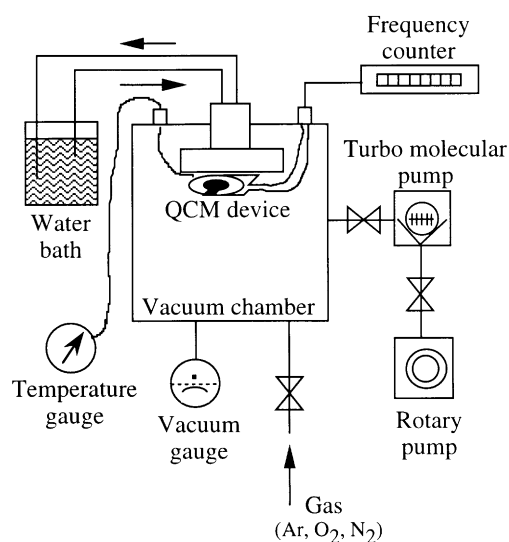 Frequency
counter
Turbo molecular
pump
Water
bath
QCM device
Vacuum chamber
Temperature
gauge
Vacuum
gauge
Rotary
pump
Gas
(Ar, O₂, N₂)